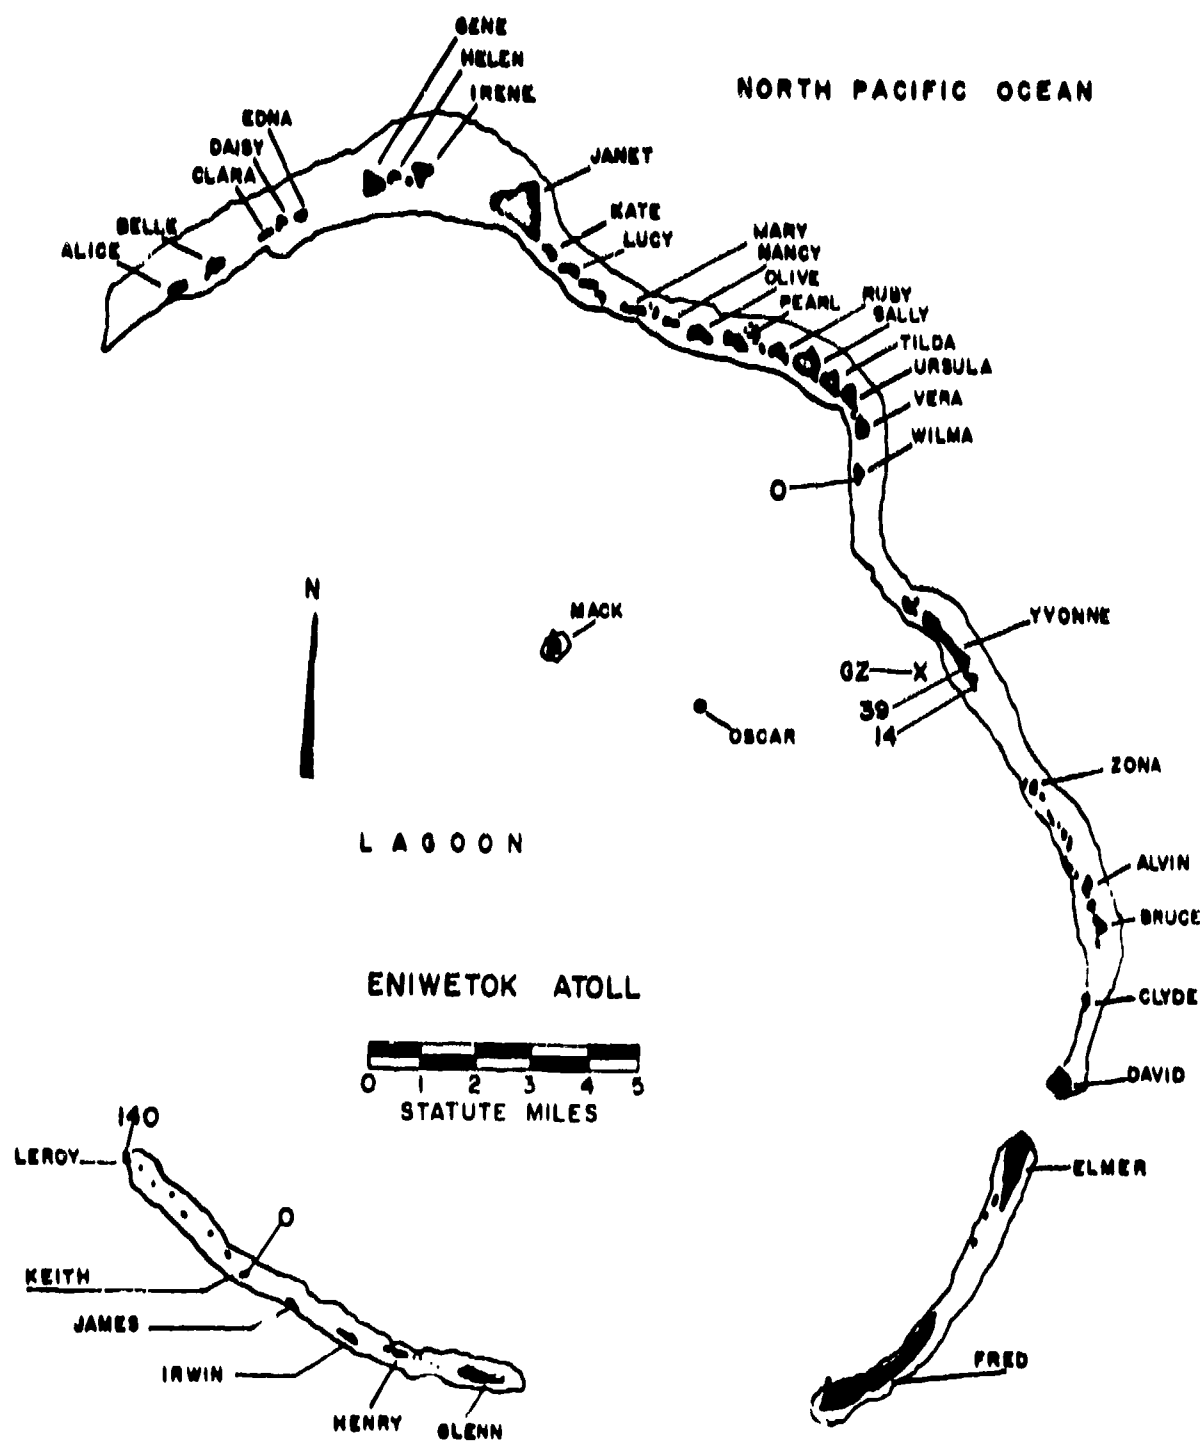 GENE
HELEN
IRENE
NORTH PACIFIC OCEAN
EDNA
DAISY
CLARA
JANET
BELLE
ALICE
KATE
LUCY
MARY
NANCY
OLIVE
PEARL
RUBY
SALLY
TILDA
URSULA
VERA
WILMA
0
N
MACK
YVONNE
GZ X
39
14
OSCAR
ZONA
LAGOON
ALVIN
BRUCE
ENIWETOK ATOLL
CLYDE
0 1 2 3 4 5
STATUTE MILES
DAVID
140
LEROY
ELMER
0
KEITH
JAMES
IRWIN
FRED
HENRY
GLENN